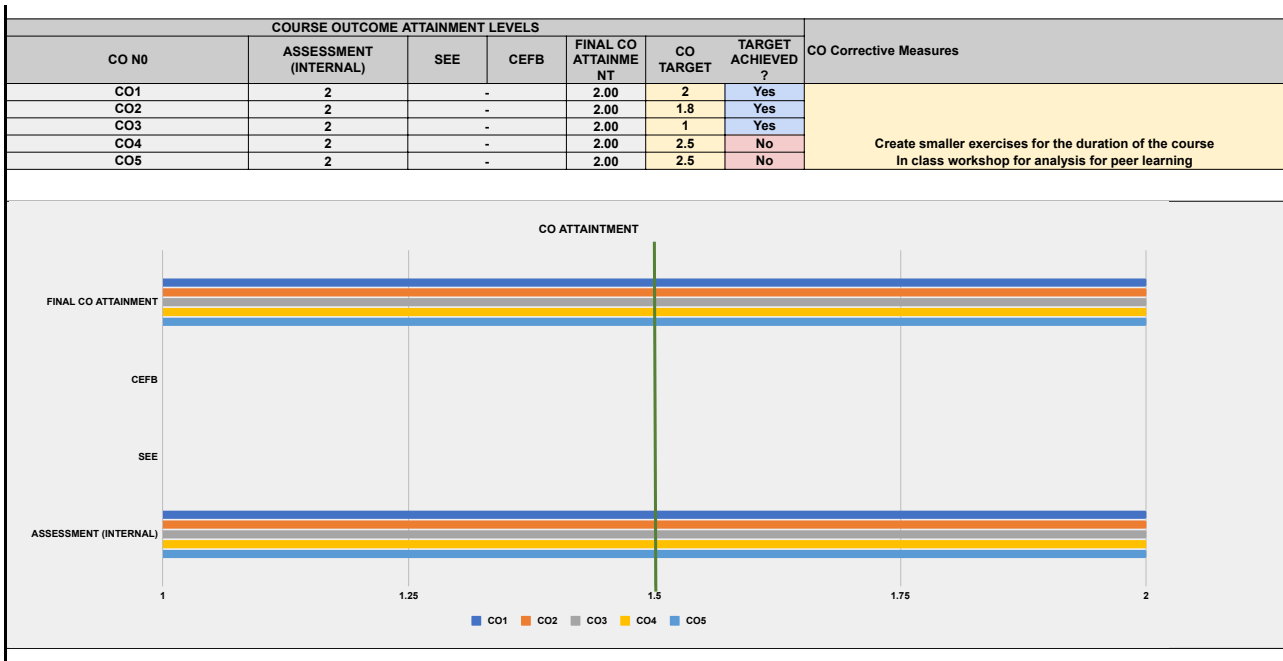 COURSE OUTCOME ATTAINMENT LEVELS
CO Corrective Measures
CO N0 ASSESSMENT (INTERNAL) SEE CEFB FINAL CO ATTAINME NT CO TARGET TARGET ACHIEVED ?
CO1 2 - 2.00 2 Yes
CO2 2 - 2.00 1.8 Yes
CO3 2 - 2.00 1 Yes
CO4 2 - 2.00 2.5 No Create smaller exercises for the duration of the course
CO5 2 - 2.00 2.5 No In class workshop for analysis for peer learning
CO ATTAINTMENT
FINAL CO ATTAINMENT
CEFB
SEE
ASSESSMENT (INTERNAL)
1 1.25 1.5 1.75 2
CO1 CO2 CO3 CO4 CO5